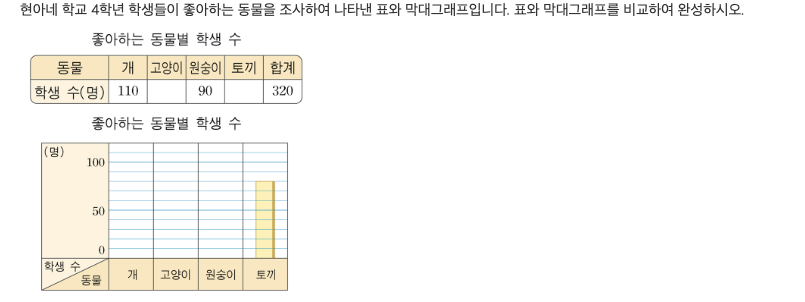 현아네 학교 4학년 학생들이 좋아하는 동물을 조사하여 나타낸 표와 막대그래프입니다. 표와 막대그래프를 비교하여 완성하시오.
좋아하는 동물별 학생 수
동물 개 고양이 원숭이 토끼 합계
학생 수(명) 110 90 320
좋아하는 동물별 학생 수
(명)
100
50
0
학생 수
동물 개 고양이 원숭이 토끼